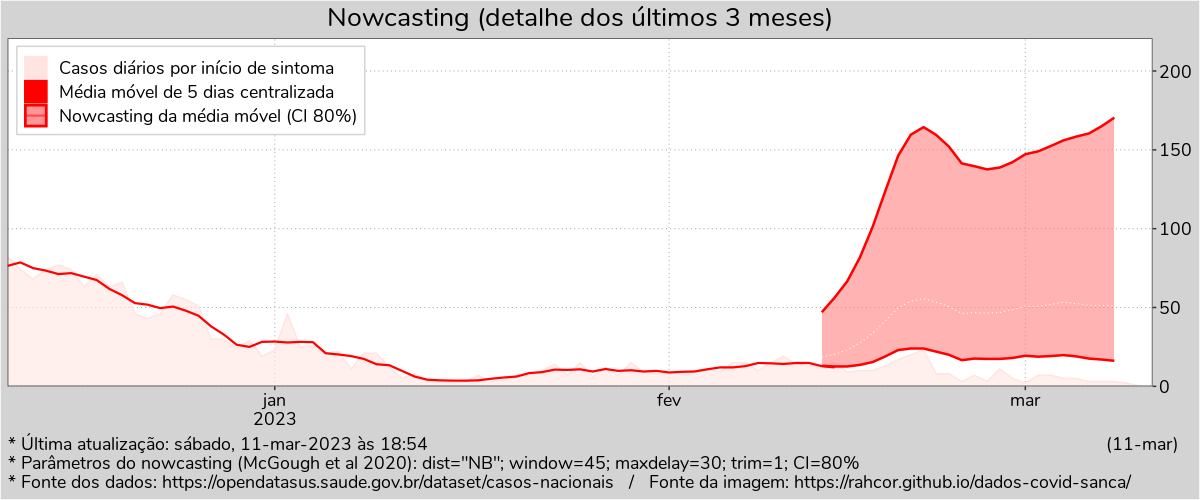 Nowcasting (detalhe dos últimos 3 meses)
Casos diários por início de sintoma
Média móvel de 5 dias centralizada
Nowcasting da média móvel (CI 80%)
200
150
100
50
0
jan
2023
fev
mar
* Última atualização: sábado, 11-mar-2023 às 18:54
(11-mar)
* Parâmetros do nowcasting (McGough et al 2020): dist="NB"; window=45; maxdelay=30; trim=1; CI=80%
* Fonte dos dados: https://opendatasus.saude.gov.br/dataset/casos-nacionais / Fonte da imagem: https://rahcor.github.io/dados-covid-sanca/